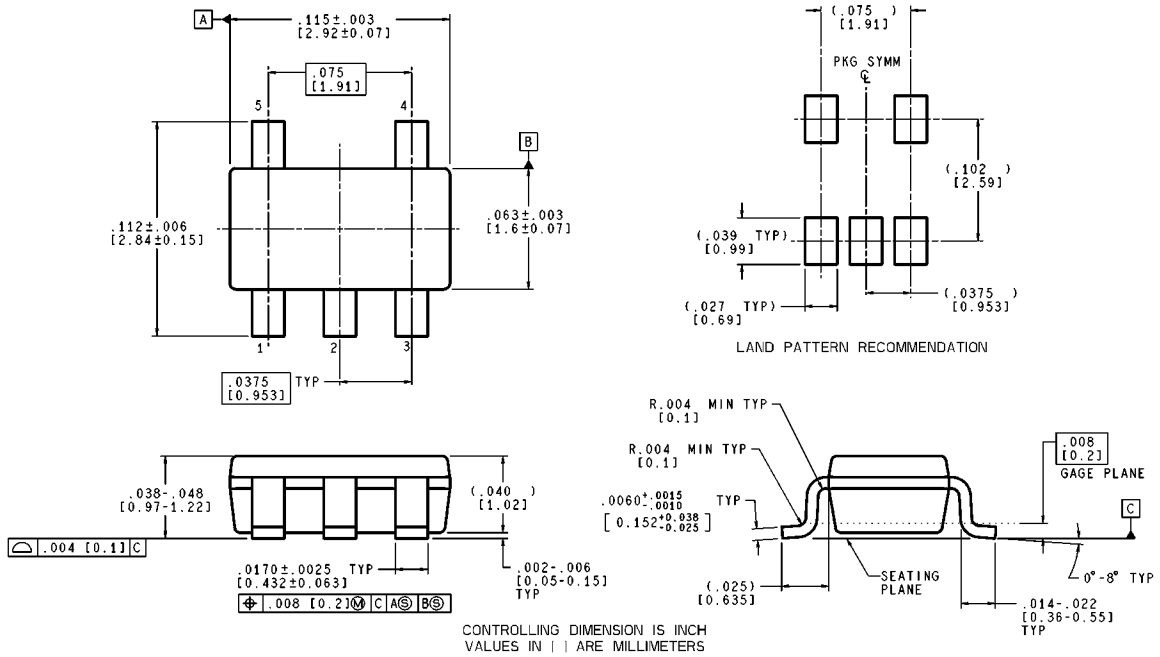 A
.115±.003
[2.92±0.07]
.075
[1.91]
5
4
B
.112±.006
[2.84±0.15]
.063±.003
[1.6±0.07]
1
2
3
.0375
[0.953]
TYP
(.075 )
[1.91]
PKG SYMM
℄
(.102 )
[2.59]
(.039 TYP)
[0.99]
(.027 TYP)
[0.69]
(.0375 )
[0.953]
LAND PATTERN RECOMMENDATION
.038-.048
[0.97-1.22]
(.040 )
[1.02]
⌓ .004 [0.1] C
.0170±.0025 TYP
[0.432±0.063]
⌖ .008 [0.2]Ⓜ C AⓈ BⓈ
.002-.006
[0.05-0.15]
TYP
R.004 MIN TYP
[0.1]
R.004 MIN TYP
[0.1]
.0060+.0015 -.0010 TYP
[0.152+0.038 -0.025]
.008
[0.2]
GAGE PLANE
C
SEATING
PLANE
0°-8° TYP
(.025)
[0.635]
.014-.022
[0.36-0.55]
TYP
CONTROLLING DIMENSION IS INCH
VALUES IN [ ] ARE MILLIMETERS